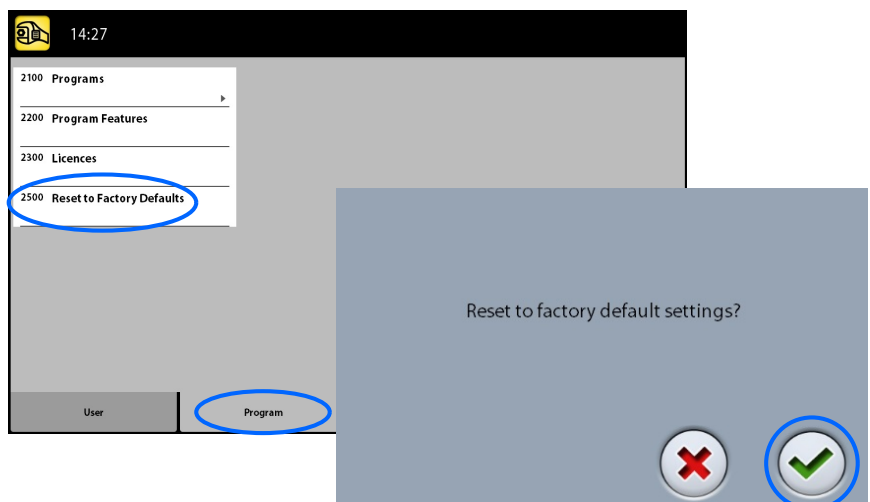 14:27
2100 Programs
2200 Program Features
2300 Licences
2500 Reset to Factory Defaults
Reset to factory default settings?
User
Program